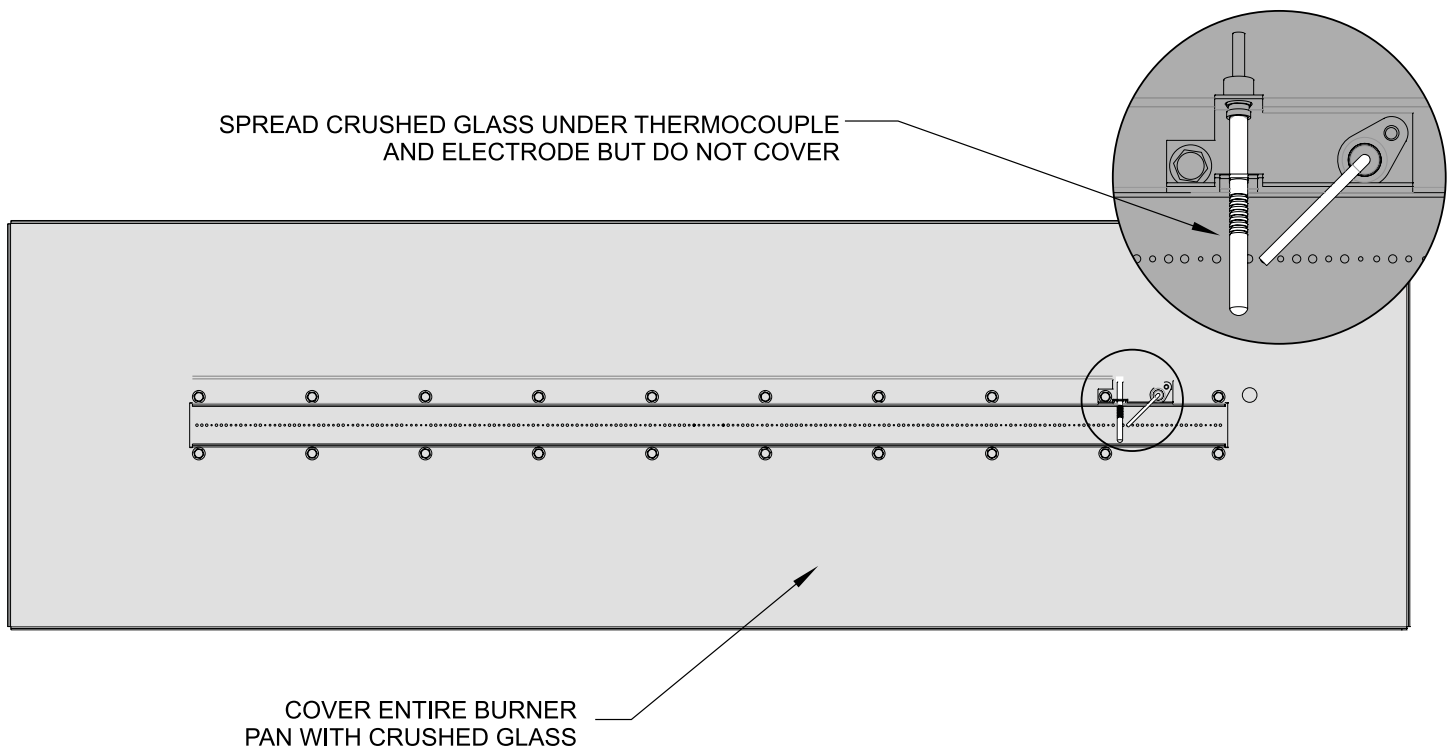 SPREAD CRUSHED GLASS UNDER THERMOCOUPLE
AND ELECTRODE BUT DO NOT COVER
COVER ENTIRE BURNER
PAN WITH CRUSHED GLASS